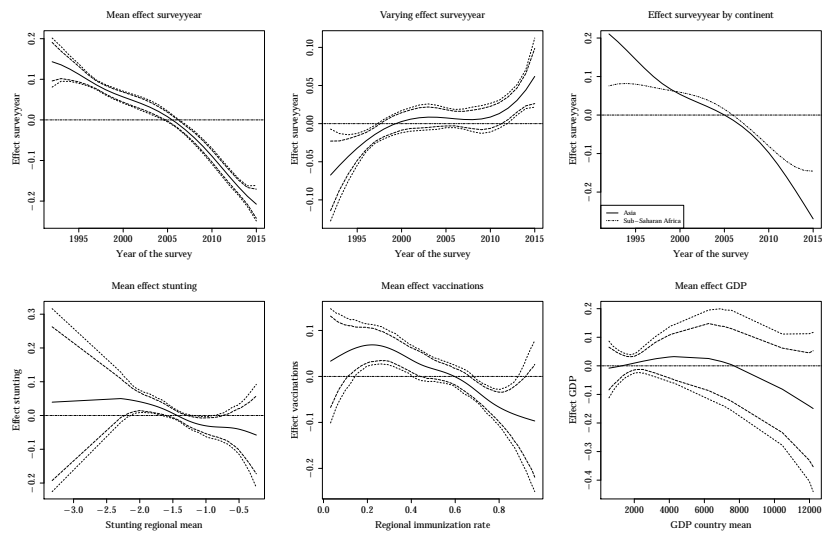 Mean effect surveyyear
Effect surveyyear
0.2
0.1
0.0
−0.1
−0.2
1995 2000 2005 2010 2015
Year of the survey
Varying effect surveyyear
Effect surveyyear
0.10
0.05
0.00
−0.05
−0.10
1995 2000 2005 2010 2015
Year of the survey
Effect surveyyear by continent
Effect surveyyear
0.2
0.1
0.0
−0.1
−0.2
Asia
Sub−Saharan Africa
1995 2000 2005 2010 2015
Year of the survey
Mean effect stunting
Effect stunting
0.3
0.2
0.1
0.0
−0.1
−0.2
−3.0 −2.5 −2.0 −1.5 −1.0 −0.5
Stunting regional mean
Mean effect vaccinations
Effect vaccinations
0.1
0.0
−0.1
−0.2
0.0 0.2 0.4 0.6 0.8
Regional immunization rate
Mean effect GDP
Effect GDP
0.2
0.1
0.0
−0.1
−0.2
−0.3
−0.4
2000 4000 6000 8000 10000 12000
GDP country mean